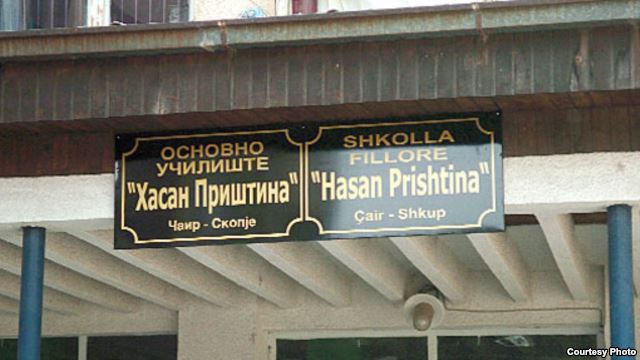 ОСНОВНО
УЧИЛИШТЕ
"Хасан Приштина"
Чаир - Скопје
SHKOLLA
FILLORE
"Hasan Prishtina"
Çair - Shkup
Courtesy Photo